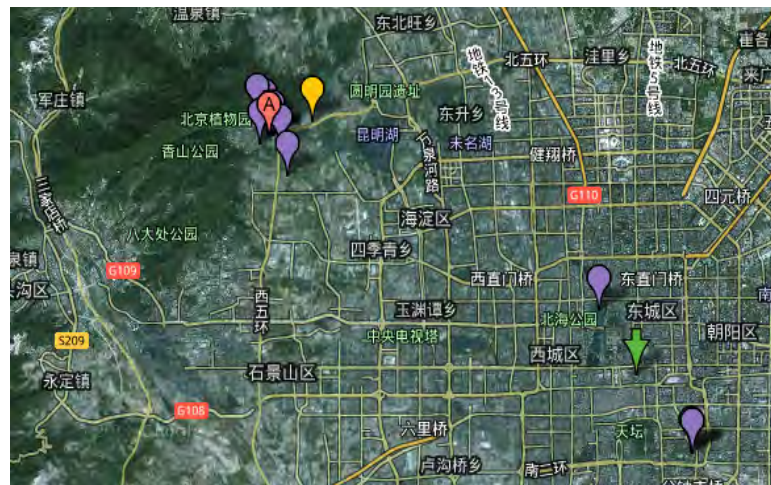 温泉镇
东北旺乡
崔各
北五环
洼里乡
北五环
来广
地铁13号线
地铁5号线
军庄镇
圆明园遗址
东升乡
北京植物园
A
昆明湖
未名湖
万泉河路
香山公园
健翔桥
三家店桥
G110
四元桥
海淀区
八大处公园
四季青乡
泉镇
G109
西直门桥
东直门桥
沟区
西五环
南
玉渊潭乡
北海公园
东城区
S209
中央电视塔
朝阳区
西城区
石景山区
永定镇
G108
六里桥
天坛
卢沟桥乡
南二环